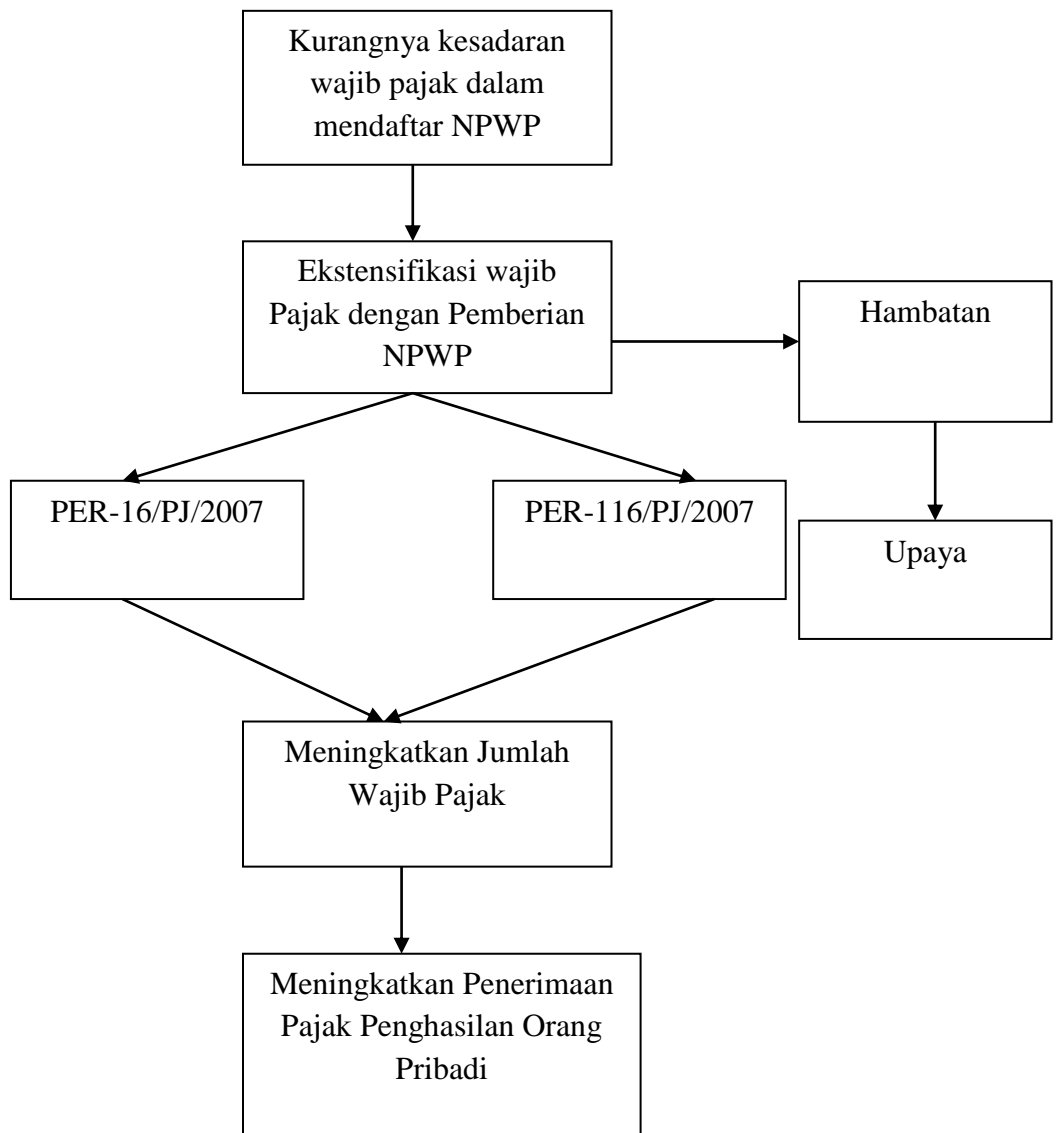 Kurangnya kesadaran
wajib pajak dalam
mendaftar NPWP
Ekstensifikasi wajib
Pajak dengan Pemberian
NPWP
Hambatan
PER-16/PJ/2007
PER-116/PJ/2007
Upaya
Meningkatkan Jumlah
Wajib Pajak
Meningkatkan Penerimaan
Pajak Penghasilan Orang
Pribadi